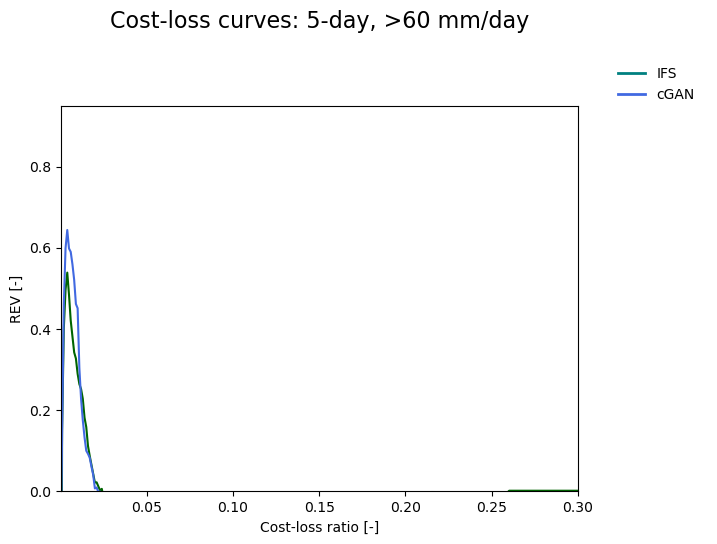 Cost-loss curves: 5-day, >60 mm/day
IFS
cGAN
0.8
0.6
0.4
0.2
0.0
REV [-]
0.05 0.10 0.15 0.20 0.25 0.30
Cost-loss ratio [-]